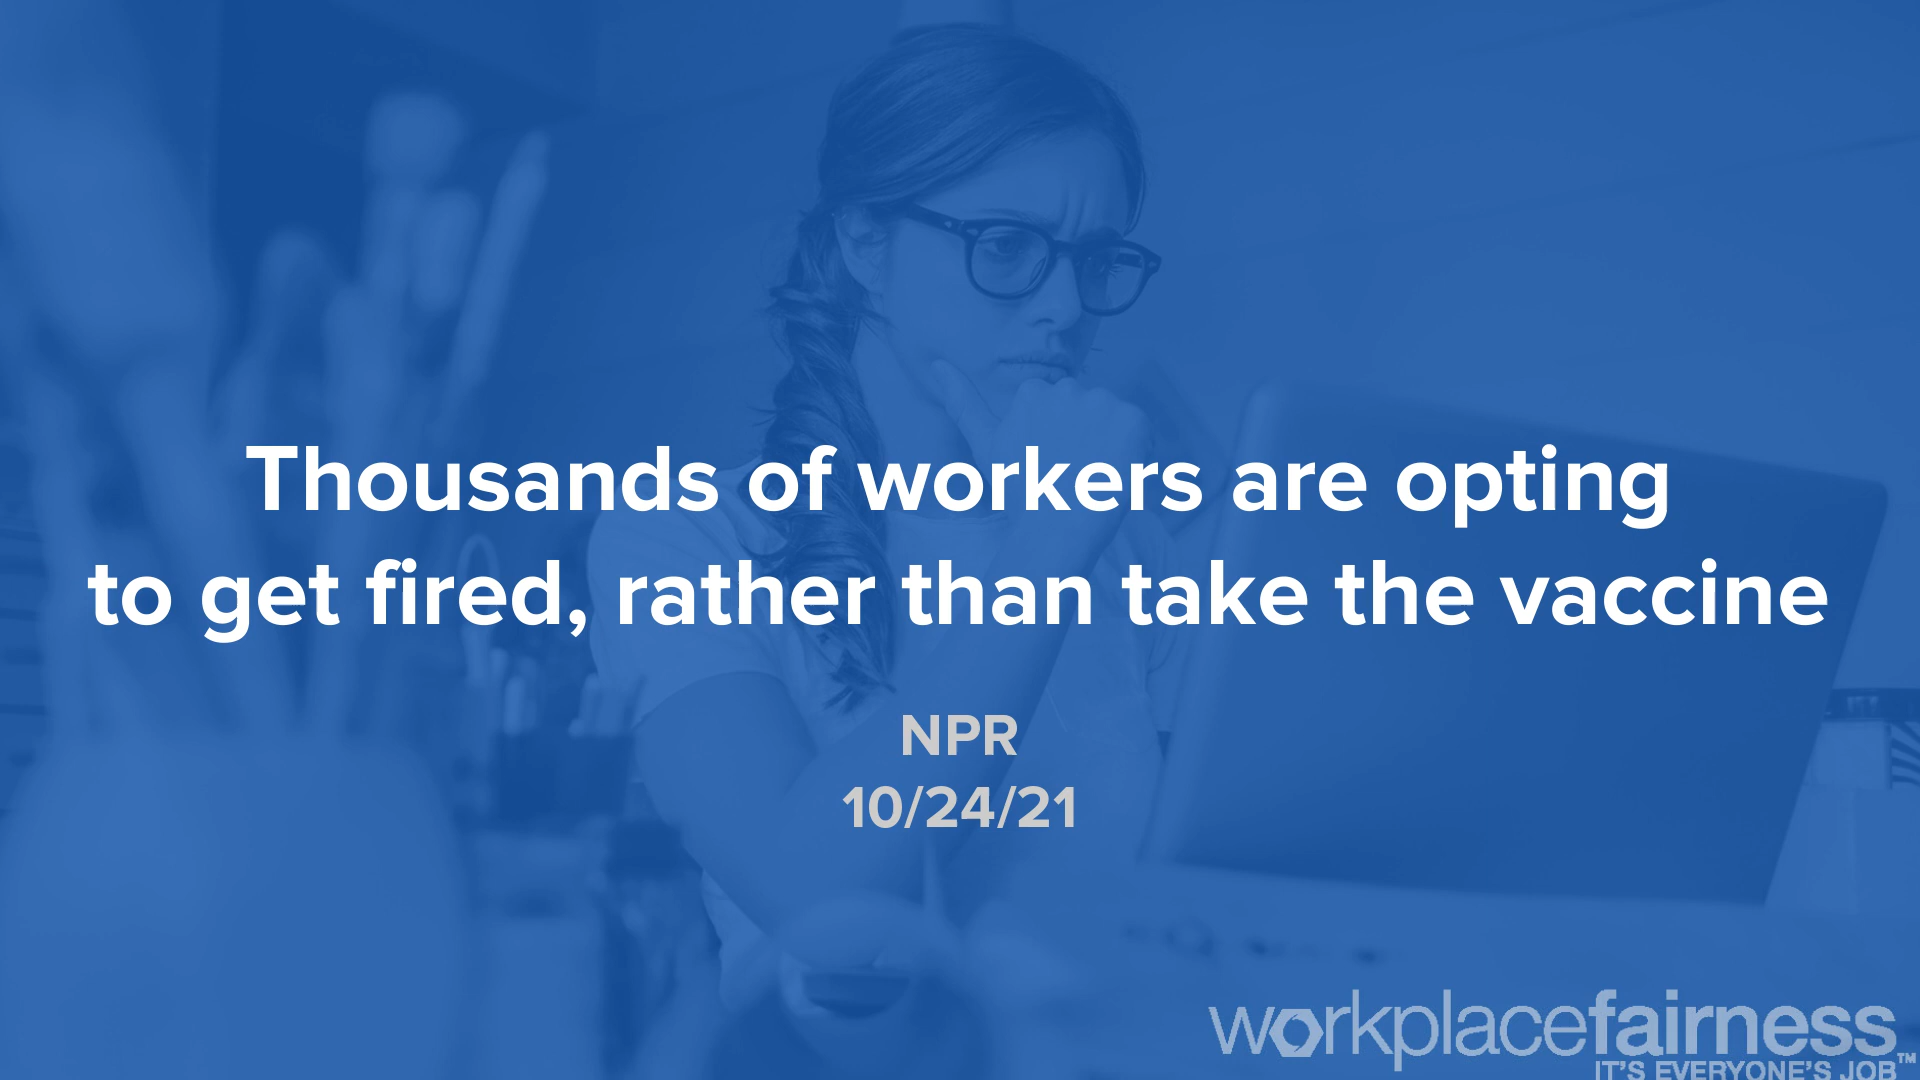 Thousands of workers are opting
to get fired, rather than take the vaccine
NPR
10/24/21
workplacefairness
IT'S EVERYONE'S JOB™